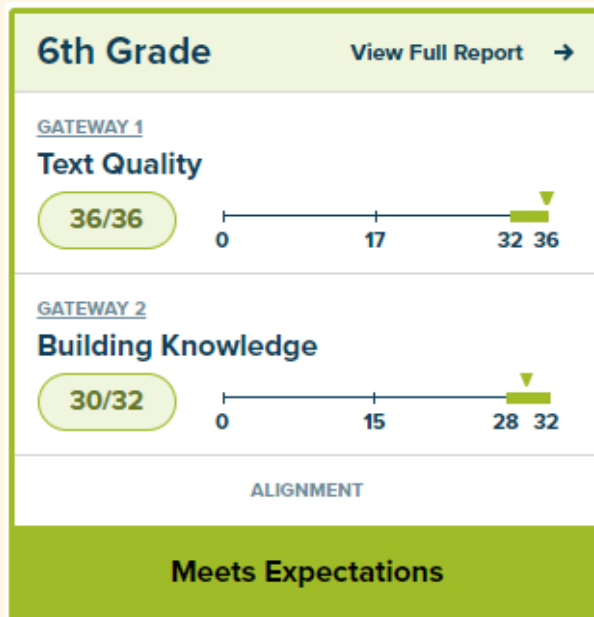 6th Grade View Full Report →
GATEWAY 1
Text Quality
36/36
0 17 32 36
GATEWAY 2
Building Knowledge
30/32
0 15 28 32
ALIGNMENT
Meets Expectations